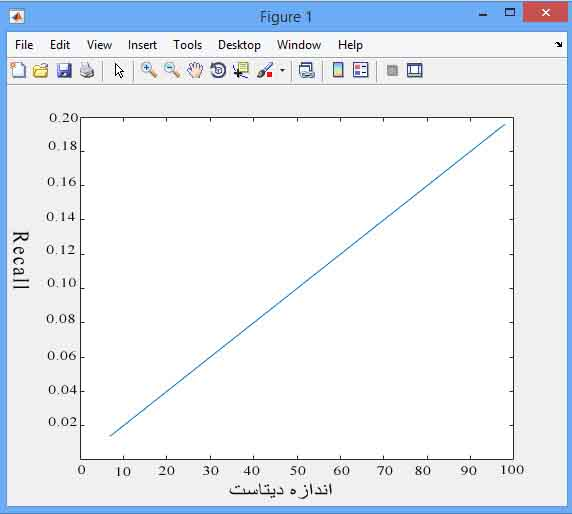 Figure 1
File Edit View Insert Tools Desktop Window Help
0.20
0.18
0.16
0.14
0.12
0.10
0.08
0.06
0.04
0.02
Recall
0 10 20 30 40 50 60 70 80 90 100
اندازه دیتاست